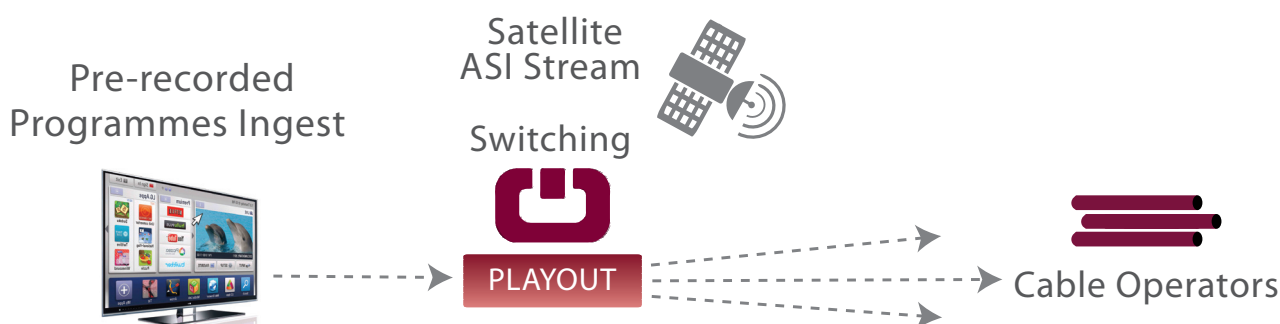 Pre-recorded
Programmes Ingest
Satellite
ASI Stream
Switching
PLAYOUT
Cable Operators